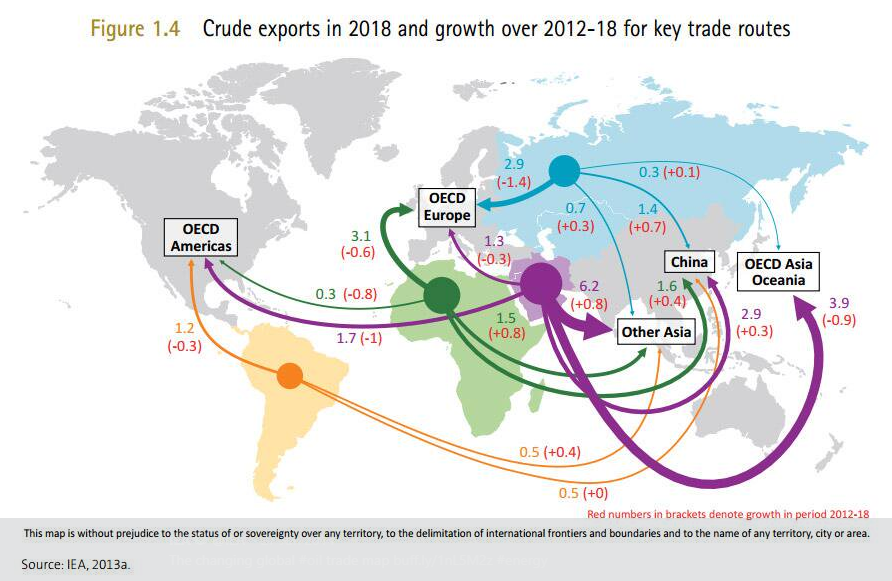 Figure 1.4 Crude exports in 2018 and growth over 2012-18 for key trade routes
2.9
(-1.4)
0.3 (+0.1)
OECD
Europe
0.7
(+0.3)
1.4
(+0.7)
OECD
Americas
3.1
(-0.6)
1.3
(-0.3)
China
OECD Asia
Oceania
0.3 (-0.8)
6.2
(+0.8)
1.6
(+0.4)
3.9
(-0.9)
1.2
(-0.3)
1.7 (-1)
1.5
(+0.8)
Other Asia
2.9
(+0.3)
0.5 (+0.4)
0.5 (+0)
Red numbers in brackets denote growth in period 2012-18
This map is without prejudice to the status of or sovereignty over any territory, to the delimitation of international frontiers and boundaries and to the name of any territory, city or area.
Source: IEA, 2013a.